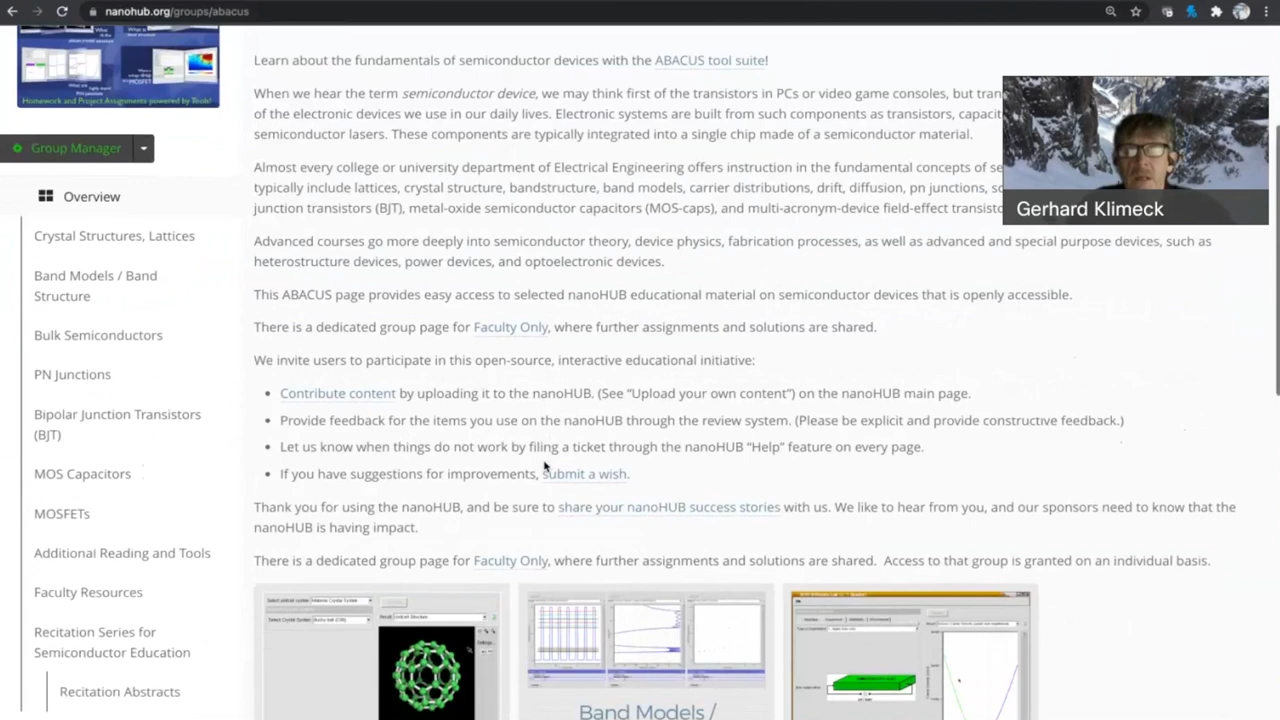 nanohub.org/groups/abacus
Homework and Project Assignments powered by Tools!
Group Manager
Overview
Crystal Structures, Lattices
Band Models / Band
Structure
Bulk Semiconductors
PN Junctions
Bipolar Junction Transistors
(BJT)
MOS Capacitors
MOSFETs
Additional Reading and Tools
Faculty Resources
Recitation Series for
Semiconductor Education
Recitation Abstracts
Learn about the fundamentals of semiconductor devices with the ABACUS tool suite!
When we hear the term semiconductor device, we may think first of the transistors in PCs or video game consoles, but
of the electronic devices we use in our daily lives. Electronic systems are built from such components as transistors,
semiconductor lasers. These components are typically integrated into a single chip made of a semiconductor material.
Almost every college or university department of Electrical Engineering offers instruction in the fundamental concepts of
typically include lattices, crystal structure, bandstructure, band models, carrier distributions, drift, diffusion, pn junctions,
junction transistors (BJT), metal-oxide semiconductor capacitors (MOS-caps), and multi-acronym-device field-effect
Gerhard Klimeck
Advanced courses go more deeply into semiconductor theory, device physics, fabrication processes, as well as advanced and special purpose devices, such as
heterostructure devices, power devices, and optoelectronic devices.
This ABACUS page provides easy access to selected nanoHUB educational material on semiconductor devices that is openly accessible.
There is a dedicated group page for Faculty Only, where further assignments and solutions are shared.
We invite users to participate in this open-source, interactive educational initiative:
Contribute content by uploading it to the nanoHUB. (See “Upload your own content”) on the nanoHUB main page.
Provide feedback for the items you use on the nanoHUB through the review system. (Please be explicit and provide constructive feedback.)
Let us know when things do not work by filing a ticket through the nanoHUB “Help” feature on every page.
If you have suggestions for improvements, submit a wish.
Thank you for using the nanoHUB, and be sure to share your nanoHUB success stories with us. We like to hear from you, and our sponsors need to know that the
nanoHUB is having impact.
There is a dedicated group page for Faculty Only, where further assignments and solutions are shared. Access to that group is granted on an individual basis.
Band Models /